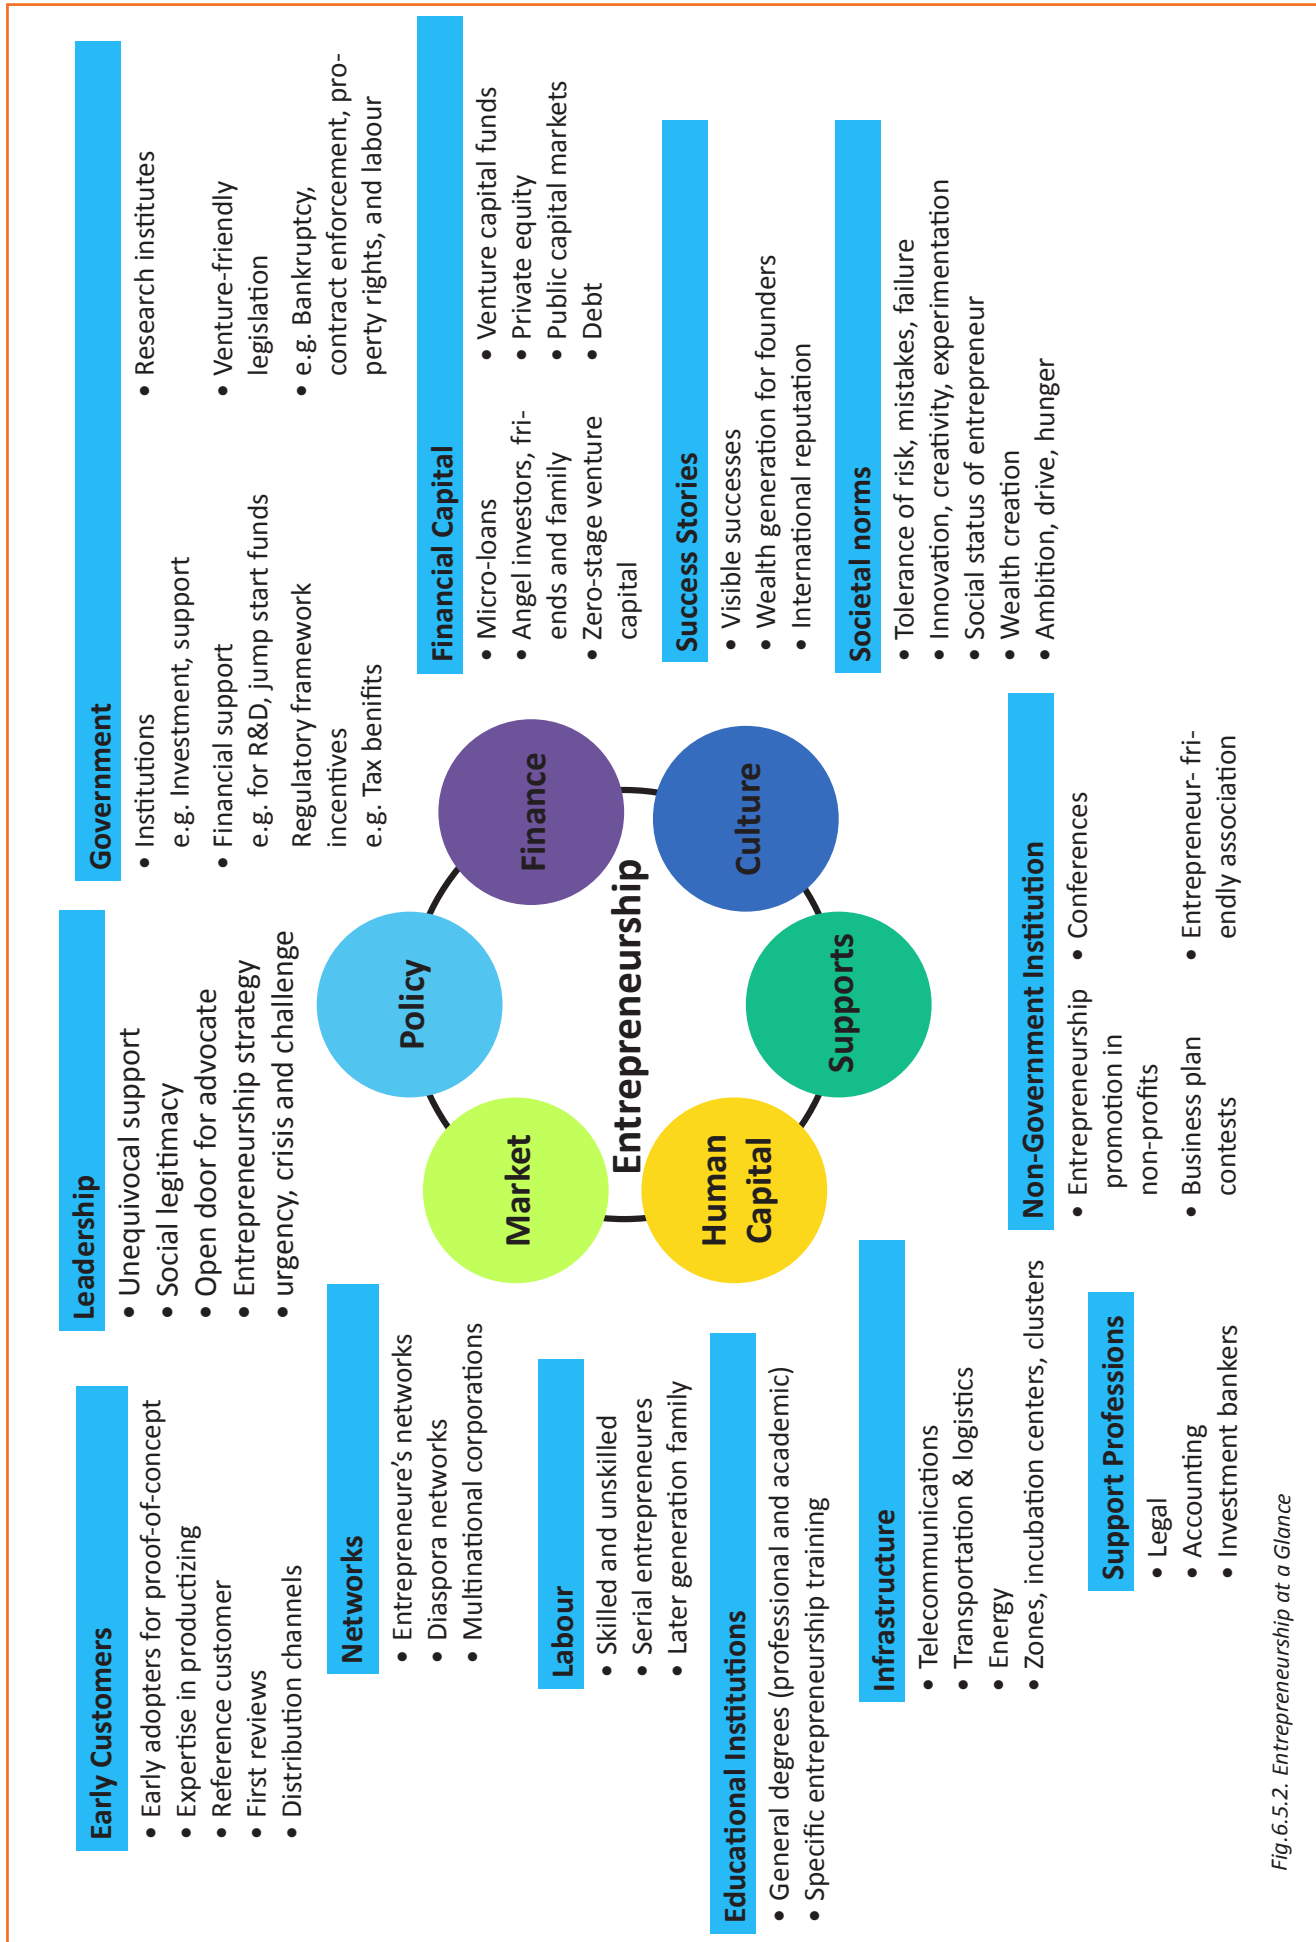 Early Customers
• Early adopters for proof-of-concept
• Expertise in productizing
• Reference customer
• First reviews
• Distribution channels
Leadership
• Unequivocal support
• Social legitimacy
• Open door for advocate
• Entrepreneurship strategy
• urgency, crisis and challenge
Government
• Institutions
e.g. Investment, support
• Financial support
e.g. for R&D, jump start funds
Regulatory framework
incentives
e.g. Tax benifits
• Research institutes
• Venture-friendly
legislation
• e.g. Bankruptcy,
contract enforcement, pro-
perty rights, and labour
Networks
• Entrepreneure's networks
• Diaspora networks
• Multinational corporations
Labour
• Skilled and unskilled
• Serial entrepreneures
• Later generation family
Educational Institutions
• General degrees (professional and academic)
• Specific entrepreneurship training
Policy
Market
Finance
Entrepreneurship
Human
Capital
Culture
Supports
Financial Capital
• Micro-loans
• Angel investors, fri-
ends and family
• Zero-stage venture
capital
• Venture capital funds
• Private equity
• Public capital markets
• Debt
Success Stories
• Visible successes
• Wealth generation for founders
• International reputation
Societal norms
• Tolerance of risk, mistakes, failure
• Innovation, creativity, experimentation
• Social status of entrepreneur
• Wealth creation
• Ambition, drive, hunger
Infrastructure
• Telecommunications
• Transportation & logistics
• Energy
• Zones, incubation centers, clusters
Support Professions
• Legal
• Accounting
• Investment bankers
Non-Government Institution
• Entrepreneurship
promotion in
non-profits
• Business plan
contests
• Conferences
• Entrepreneur- fri-
endly association
Fig.6.5.2. Entrepreneurship at a Glance